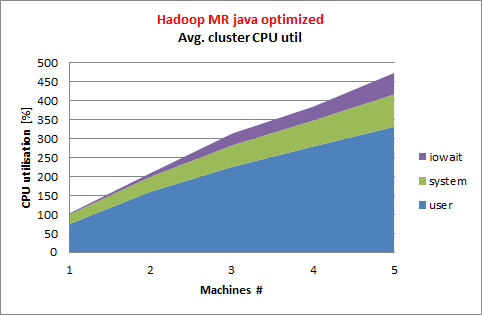 Hadoop MR java optimized
Avg. cluster CPU util
CPU utilisation [%]
500
450
400
350
300
250
200
150
100
50
0
1 2 3 4 5
Machines #
iowait
system
user